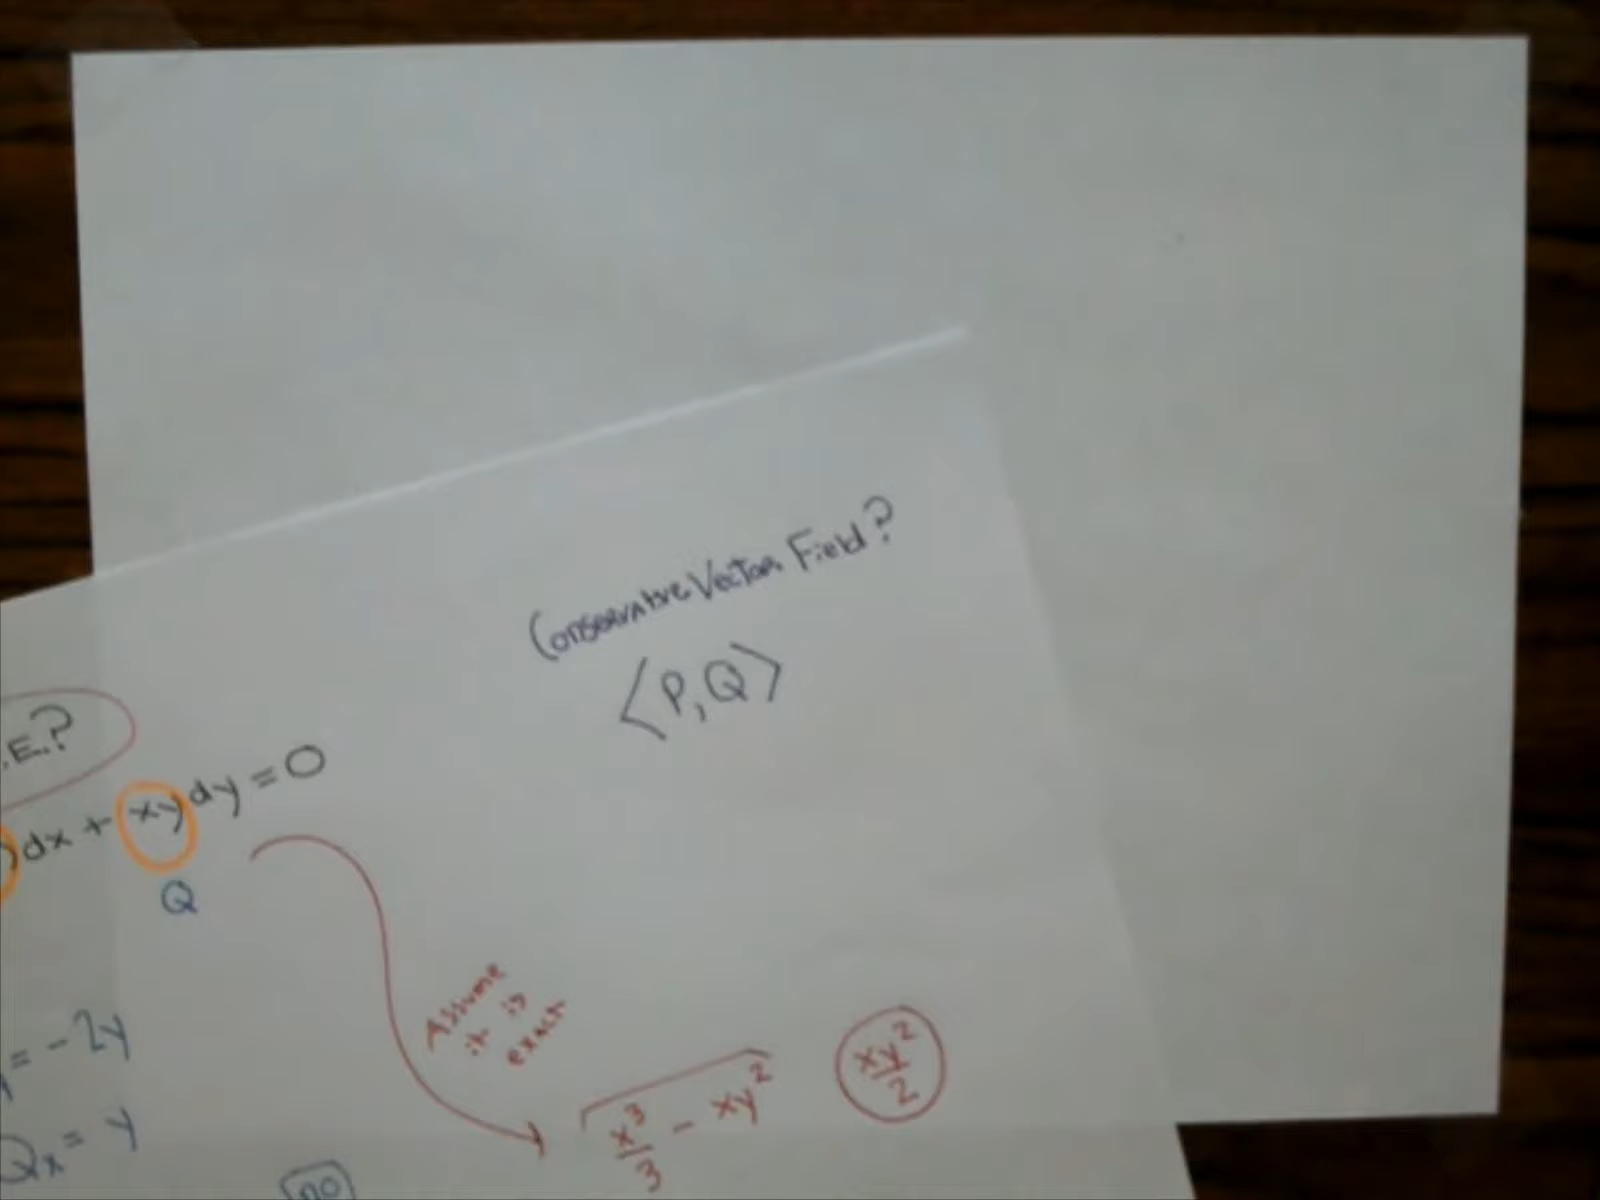 Conservative Vector Field?
⟨P,Q⟩
.E.?
)dx + xy dy = 0
Q
= -2y
Qx = y
no
Assume
it is
exact
x³/3 - xy²
xy²/2